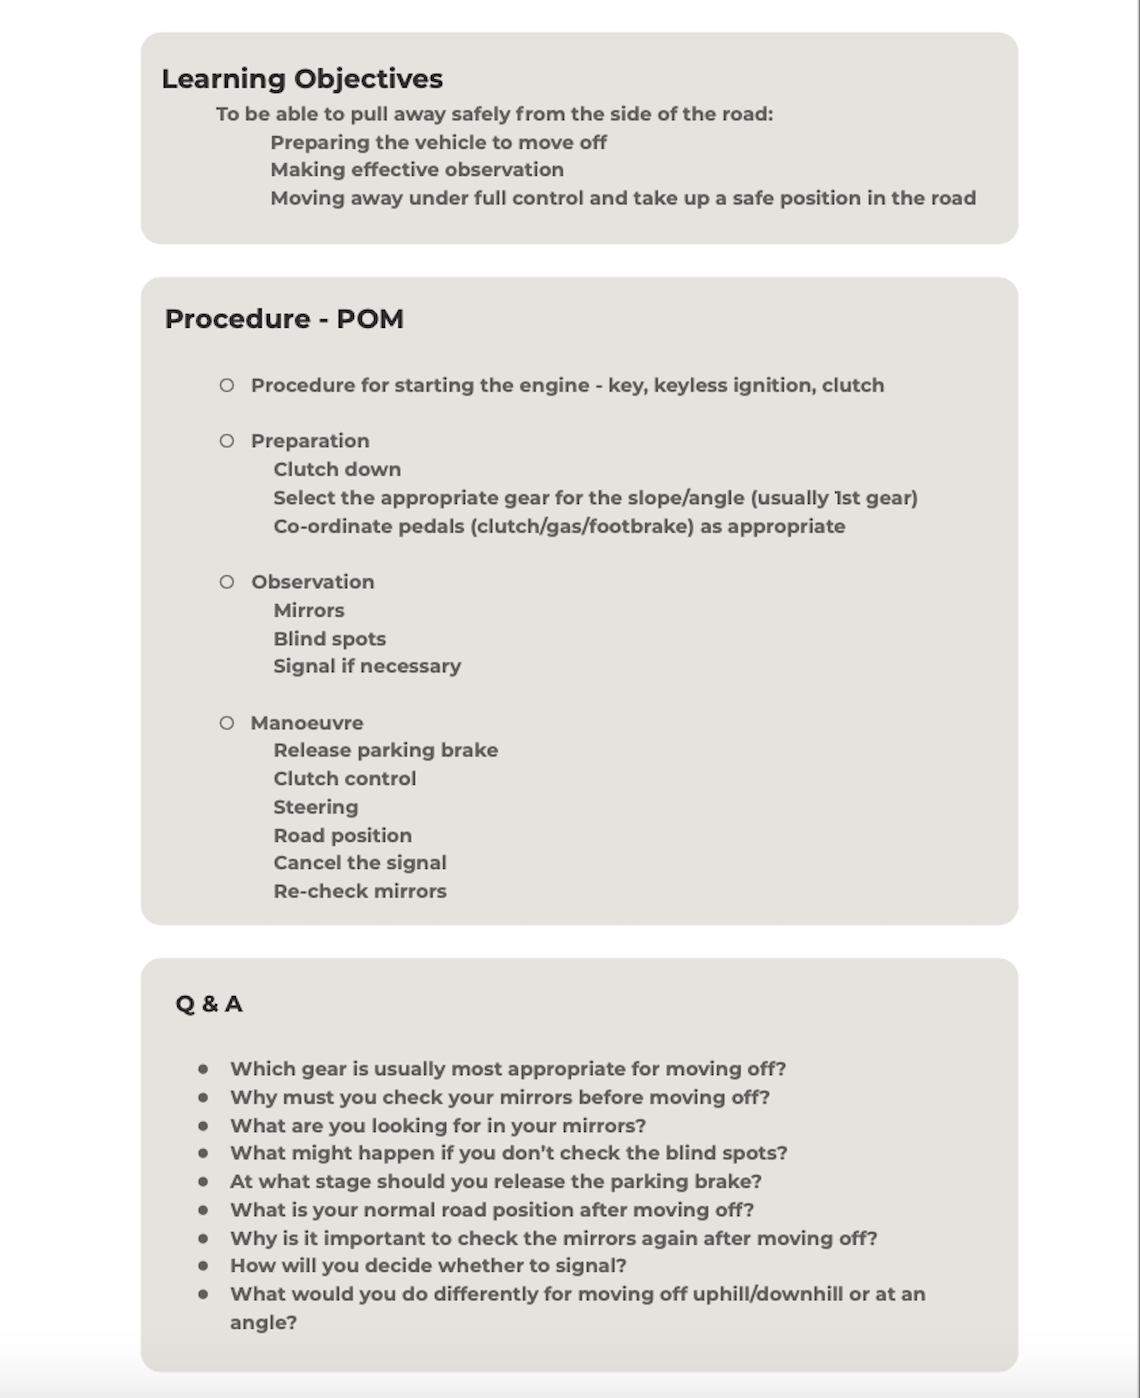 Learning Objectives
To be able to pull away safely from the side of the road:
Preparing the vehicle to move off
Making effective observation
Moving away under full control and take up a safe position in the road
Procedure - POM
Procedure for starting the engine - key, keyless ignition, clutch
Preparation
Clutch down
Select the appropriate gear for the slope/angle (usually 1st gear)
Co-ordinate pedals (clutch/gas/footbrake) as appropriate
Observation
Mirrors
Blind spots
Signal if necessary
Manoeuvre
Release parking brake
Clutch control
Steering
Road position
Cancel the signal
Re-check mirrors
Q & A
Which gear is usually most appropriate for moving off?
Why must you check your mirrors before moving off?
What are you looking for in your mirrors?
What might happen if you don’t check the blind spots?
At what stage should you release the parking brake?
What is your normal road position after moving off?
Why is it important to check the mirrors again after moving off?
How will you decide whether to signal?
What would you do differently for moving off uphill/downhill or at an
angle?